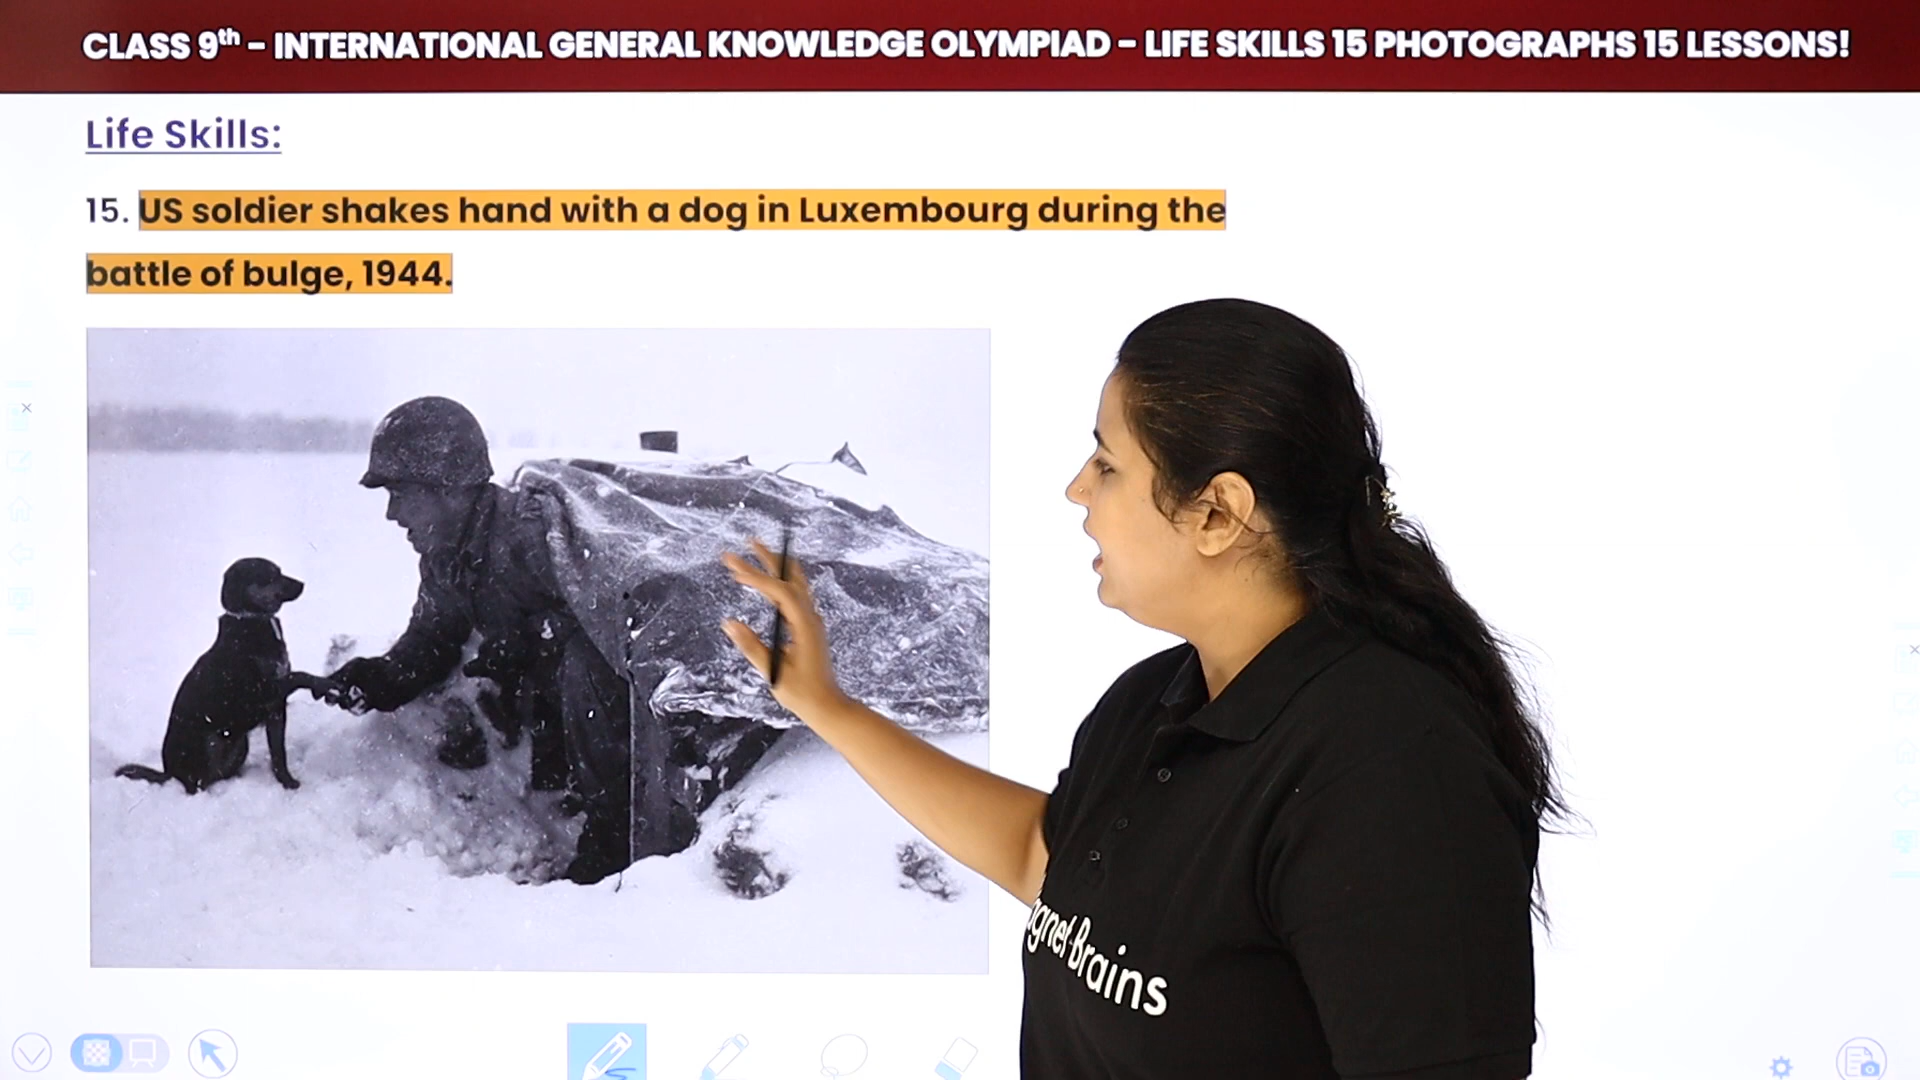 CLASS 9th - INTERNATIONAL GENERAL KNOWLEDGE OLYMPIAD - LIFE SKILLS 15 PHOTOGRAPHS 15 LESSONS!
Life Skills:
15. US soldier shakes hand with a dog in Luxembourg during the
battle of bulge, 1944.
agnet Brains